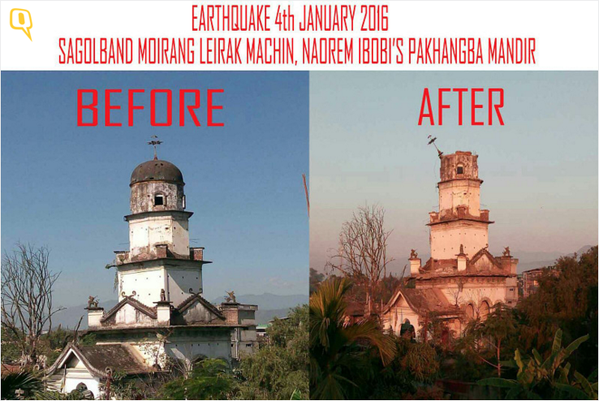 EARTHQUAKE 4th JANUARY 2016
SAGOLBAND MOIRANG LEIRAK MACHIN, NAOREM IBOBI'S PAKHANGBA MANDIR
BEFORE
AFTER